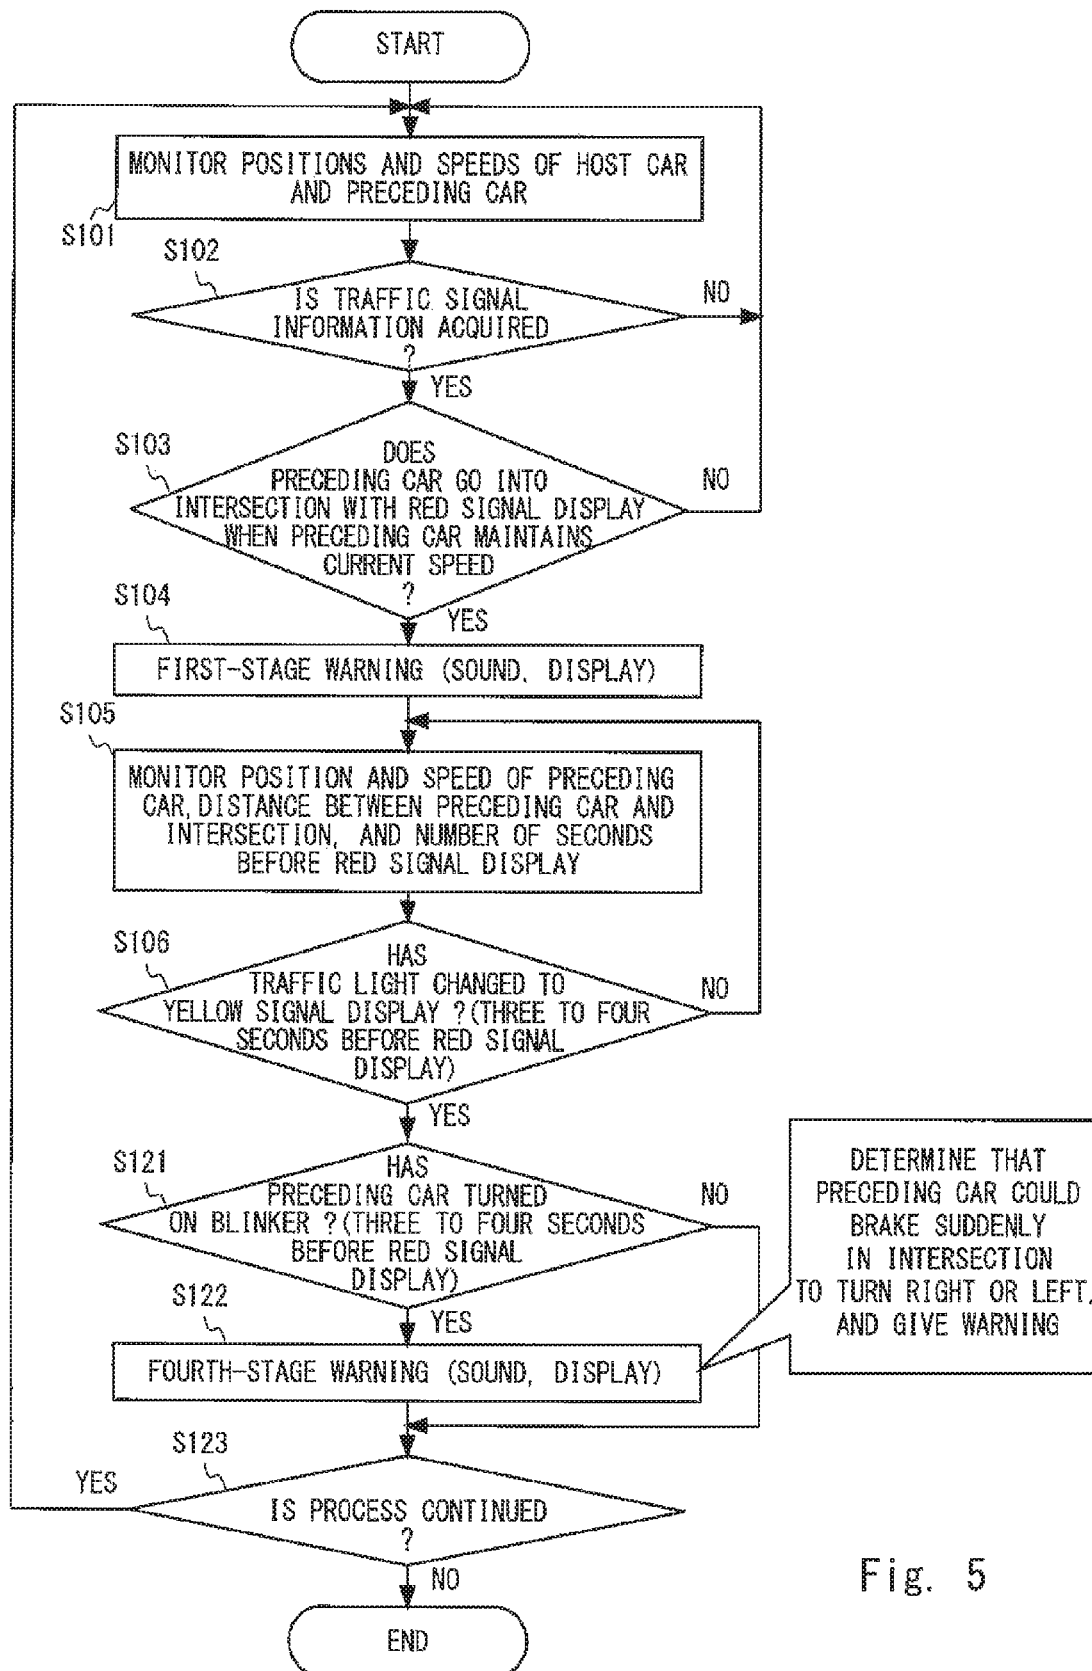 START
MONITOR POSITIONS AND SPEEDS OF HOST CAR
AND PRECEDING CAR
S101
S102
IS TRAFFIC SIGNAL
INFORMATION ACQUIRED
?
NO
YES
S103
DOES
PRECEDING CAR GO INTO
INTERSECTION WITH RED SIGNAL DISPLAY
WHEN PRECEDING CAR MAINTAINS
CURRENT SPEED
?
NO
YES
S104
FIRST-STAGE WARNING (SOUND, DISPLAY)
S105
MONITOR POSITION AND SPEED OF PRECEDING
CAR, DISTANCE BETWEEN PRECEDING CAR AND
INTERSECTION, AND NUMBER OF SECONDS
BEFORE RED SIGNAL DISPLAY
S106
HAS
TRAFFIC LIGHT CHANGED TO
YELLOW SIGNAL DISPLAY ? (THREE TO FOUR
SECONDS BEFORE RED SIGNAL
DISPLAY)
NO
YES
S121
HAS
PRECEDING CAR TURNED
ON BLINKER ? (THREE TO FOUR SECONDS
BEFORE RED SIGNAL
DISPLAY)
NO
YES
DETERMINE THAT
PRECEDING CAR COULD
BRAKE SUDDENLY
IN INTERSECTION
TO TURN RIGHT OR LEFT,
AND GIVE WARNING
S122
FOURTH-STAGE WARNING (SOUND, DISPLAY)
S123
YES
IS PROCESS CONTINUED
?
NO
END
Fig. 5